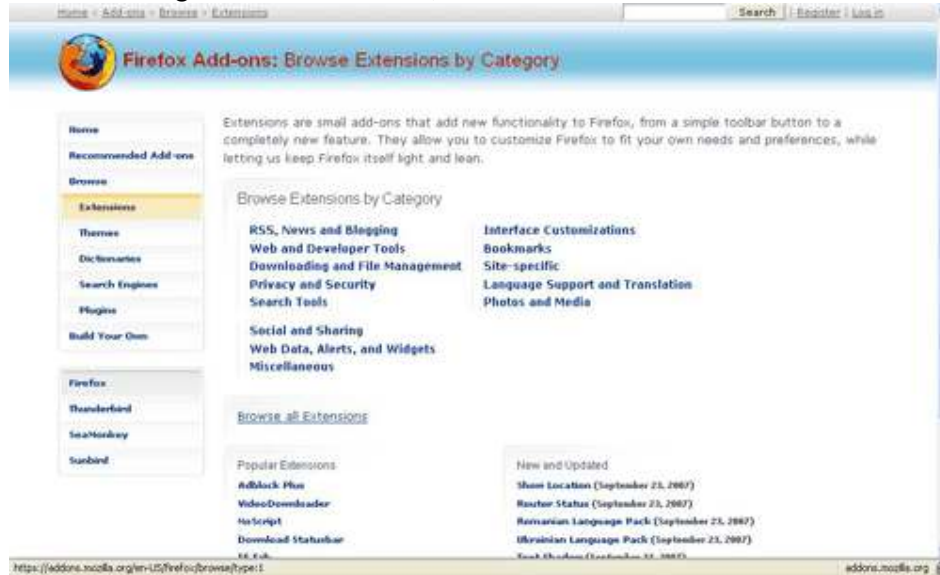 Home › Add-ons › Browse › Extensions
Search | Register | Log in
Firefox Add-ons: Browse Extensions by Category
Home
Recommended Add-ons
Browse
Extensions
Themes
Dictionaries
Search Engines
Plugins
Build Your Own
Firefox
Thunderbird
SeaMonkey
Sunbird
Extensions are small add-ons that add new functionality to Firefox, from a simple toolbar button to a
completely new feature. They allow you to customize Firefox to fit your own needs and preferences, while
letting us keep Firefox itself light and lean.
Browse Extensions by Category
RSS, News and Blogging
Web and Developer Tools
Downloading and File Management
Privacy and Security
Search Tools
Social and Sharing
Web Data, Alerts, and Widgets
Miscellaneous
Interface Customizations
Bookmarks
Site-specific
Language Support and Translation
Photos and Media
Browse all Extensions
Popular Extensions
Adblock Plus
VideoDownloader
NoScript
Download Statusbar
New and Updated
Show Location (September 23, 2007)
Router Status (September 23, 2007)
Romanian Language Pack (September 23, 2007)
Ukrainian Language Pack (September 23, 2007)
https://addons.mozilla.org/en-US/firefox/browse/type:1
addons.mozilla.org